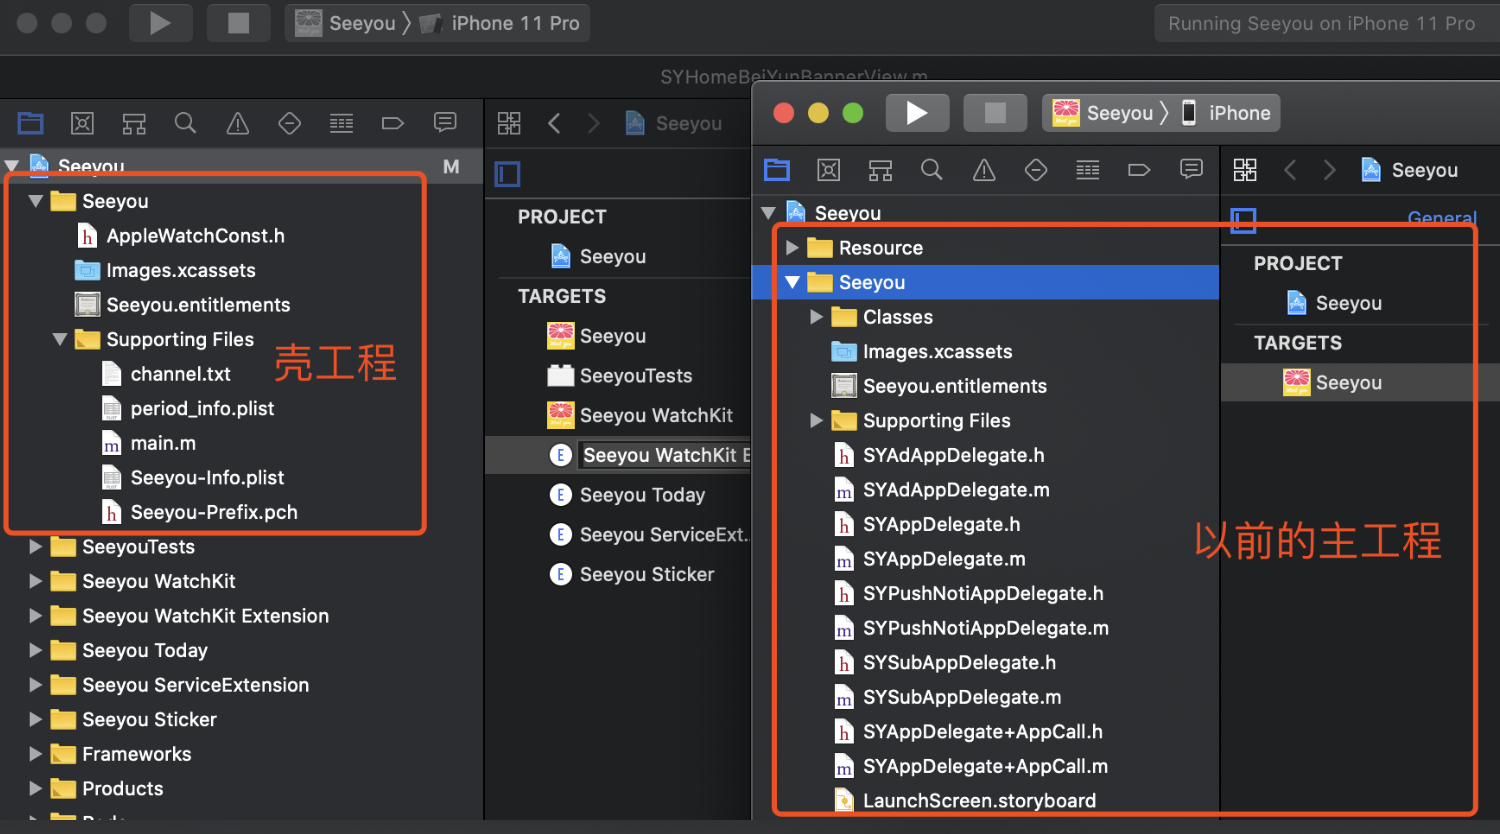 Seeyou 〉 iPhone 11 Pro
Running Seeyou on iPhone 11 Pro
SYHomeBeiYunBannerView.m
Seeyou
Seeyou M
Seeyou
AppleWatchConst.h
Images.xcassets
Seeyou.entitlements
Supporting Files
channel.txt
period_info.plist
main.m
Seeyou-Info.plist
Seeyou-Prefix.pch
壳工程
SeeyouTests
Seeyou WatchKit
Seeyou WatchKit Extension
Seeyou Today
Seeyou ServiceExtension
Seeyou Sticker
Frameworks
Products
PROJECT
Seeyou
TARGETS
Seeyou
SeeyouTests
Seeyou WatchKit
Seeyou WatchKit E
Seeyou Today
Seeyou ServiceExt...
Seeyou Sticker
Seeyou 〉 iPhone
Seeyou
Seeyou
Resource
Seeyou
Classes
Images.xcassets
Seeyou.entitlements
Supporting Files
SYAdAppDelegate.h
SYAdAppDelegate.m
SYAppDelegate.h
SYAppDelegate.m
SYPushNotiAppDelegate.h
SYPushNotiAppDelegate.m
SYSubAppDelegate.h
SYSubAppDelegate.m
SYAppDelegate+AppCall.h
SYAppDelegate+AppCall.m
LaunchScreen.storyboard
General
PROJECT
Seeyou
TARGETS
Seeyou
以前的主工程